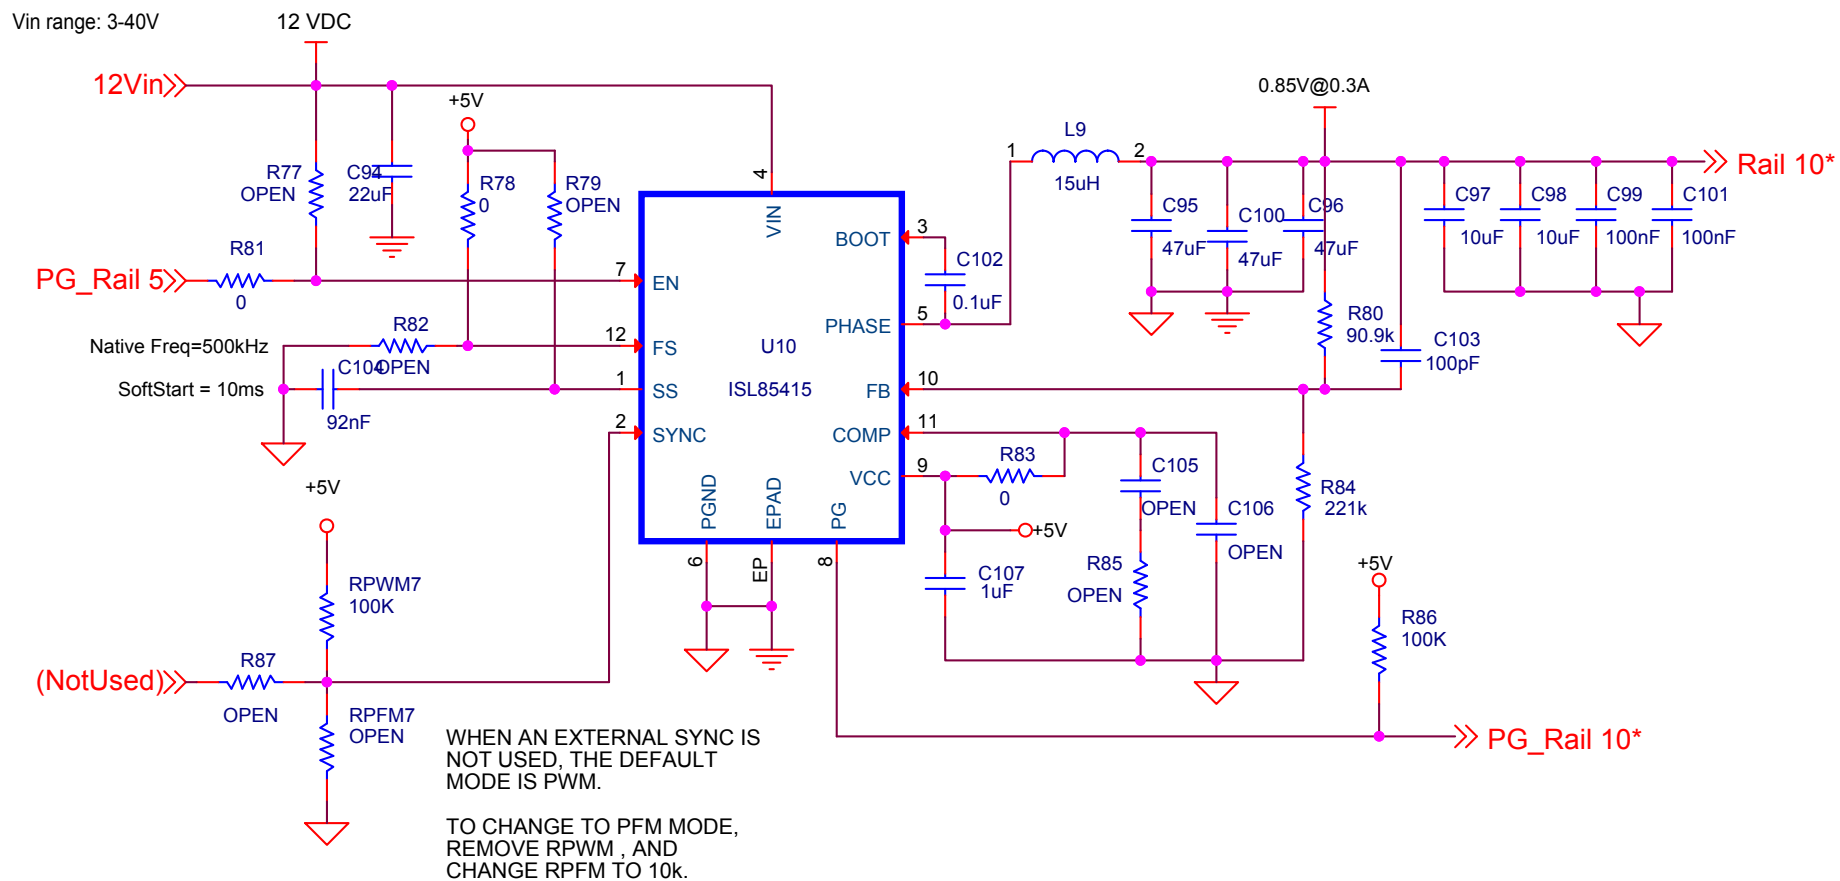 Vin range: 3-40V
12 VDC
12Vin
+5V
0.85V@0.3A
R77
OPEN
C94
22uF
R78
0
R79
OPEN
4
VIN
1
L9
2
15uH
Rail 10*
C95
47uF
C100
47uF
C96
47uF
C97
10uF
C98
10uF
C99
100nF
C101
100nF
R81
0
PG_Rail 5
7
EN
BOOT
3
C102
0.1uF
PHASE
5
R80
90.9k
C103
100pF
Native Freq=500kHz
R82
OPEN
12
FS
U10
ISL85415
SoftStart = 10ms
C104
92nF
1
SS
FB
10
2
SYNC
COMP
11
VCC
9
R83
0
C105
OPEN
C106
OPEN
R84
221k
PGND
EPAD
PG
6
EP
8
+5V
C107
1uF
R85
OPEN
+5V
RPWM7
100K
+5V
R86
100K
(NotUsed)
R87
OPEN
RPFM7
OPEN
PG_Rail 10*
WHEN AN EXTERNAL SYNC IS
NOT USED, THE DEFAULT
MODE IS PWM.
TO CHANGE TO PFM MODE,
REMOVE RPWM , AND
CHANGE RPFM TO 10k.